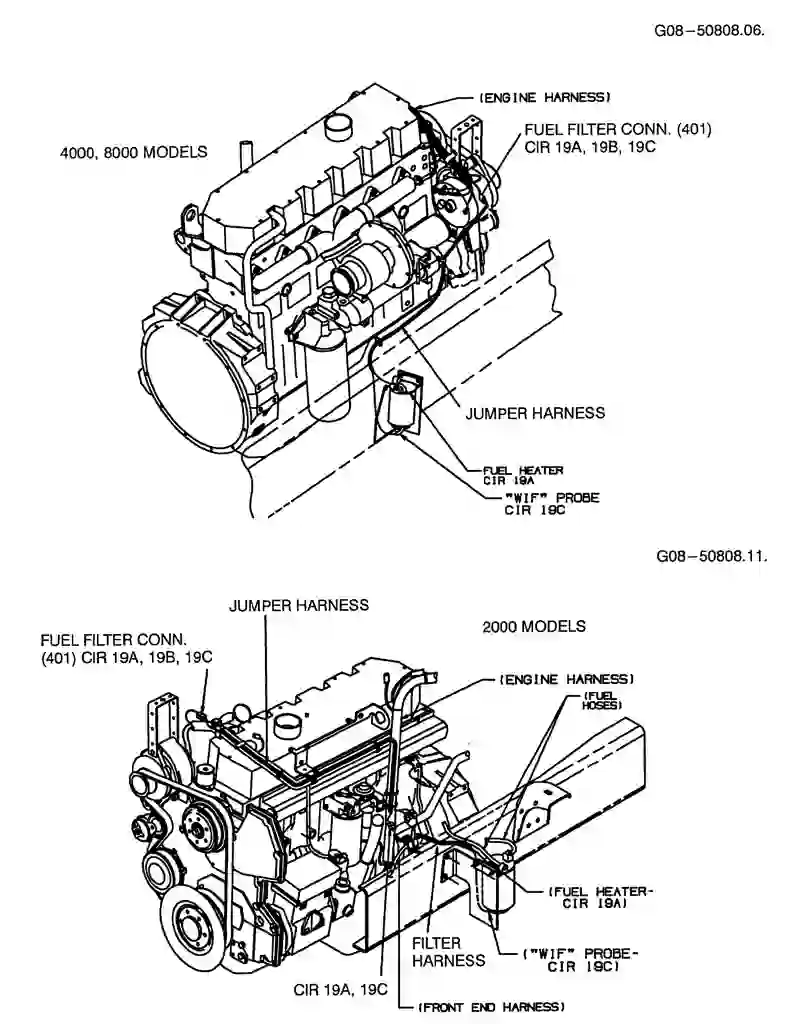 G08-50808.06.
(ENGINE HARNESS)
FUEL FILTER CONN. (401)
CIR 19A, 19B, 19C
4000, 8000 MODELS
JUMPER HARNESS
FUEL HEATER
CIR 19A
"WIF" PROBE
CIR 19C
G08-50808.11.
JUMPER HARNESS
2000 MODELS
FUEL FILTER CONN.
(401) CIR 19A, 19B, 19C
(ENGINE HARNESS)
(FUEL
HOSES)
(FUEL HEATER-
CIR 19A)
FILTER
HARNESS
("WIF" PROBE-
CIR 19C)
CIR 19A, 19C
(FRONT END HARNESS)